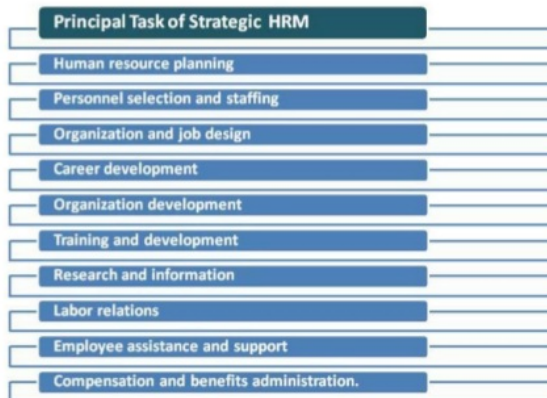 Principal Task of Strategic HRM
Human resource planning
Personnel selection and staffing
Organization and job design
Career development
Organization development
Training and development
Research and information
Labor relations
Employee assistance and support
Compensation and benefits administration.